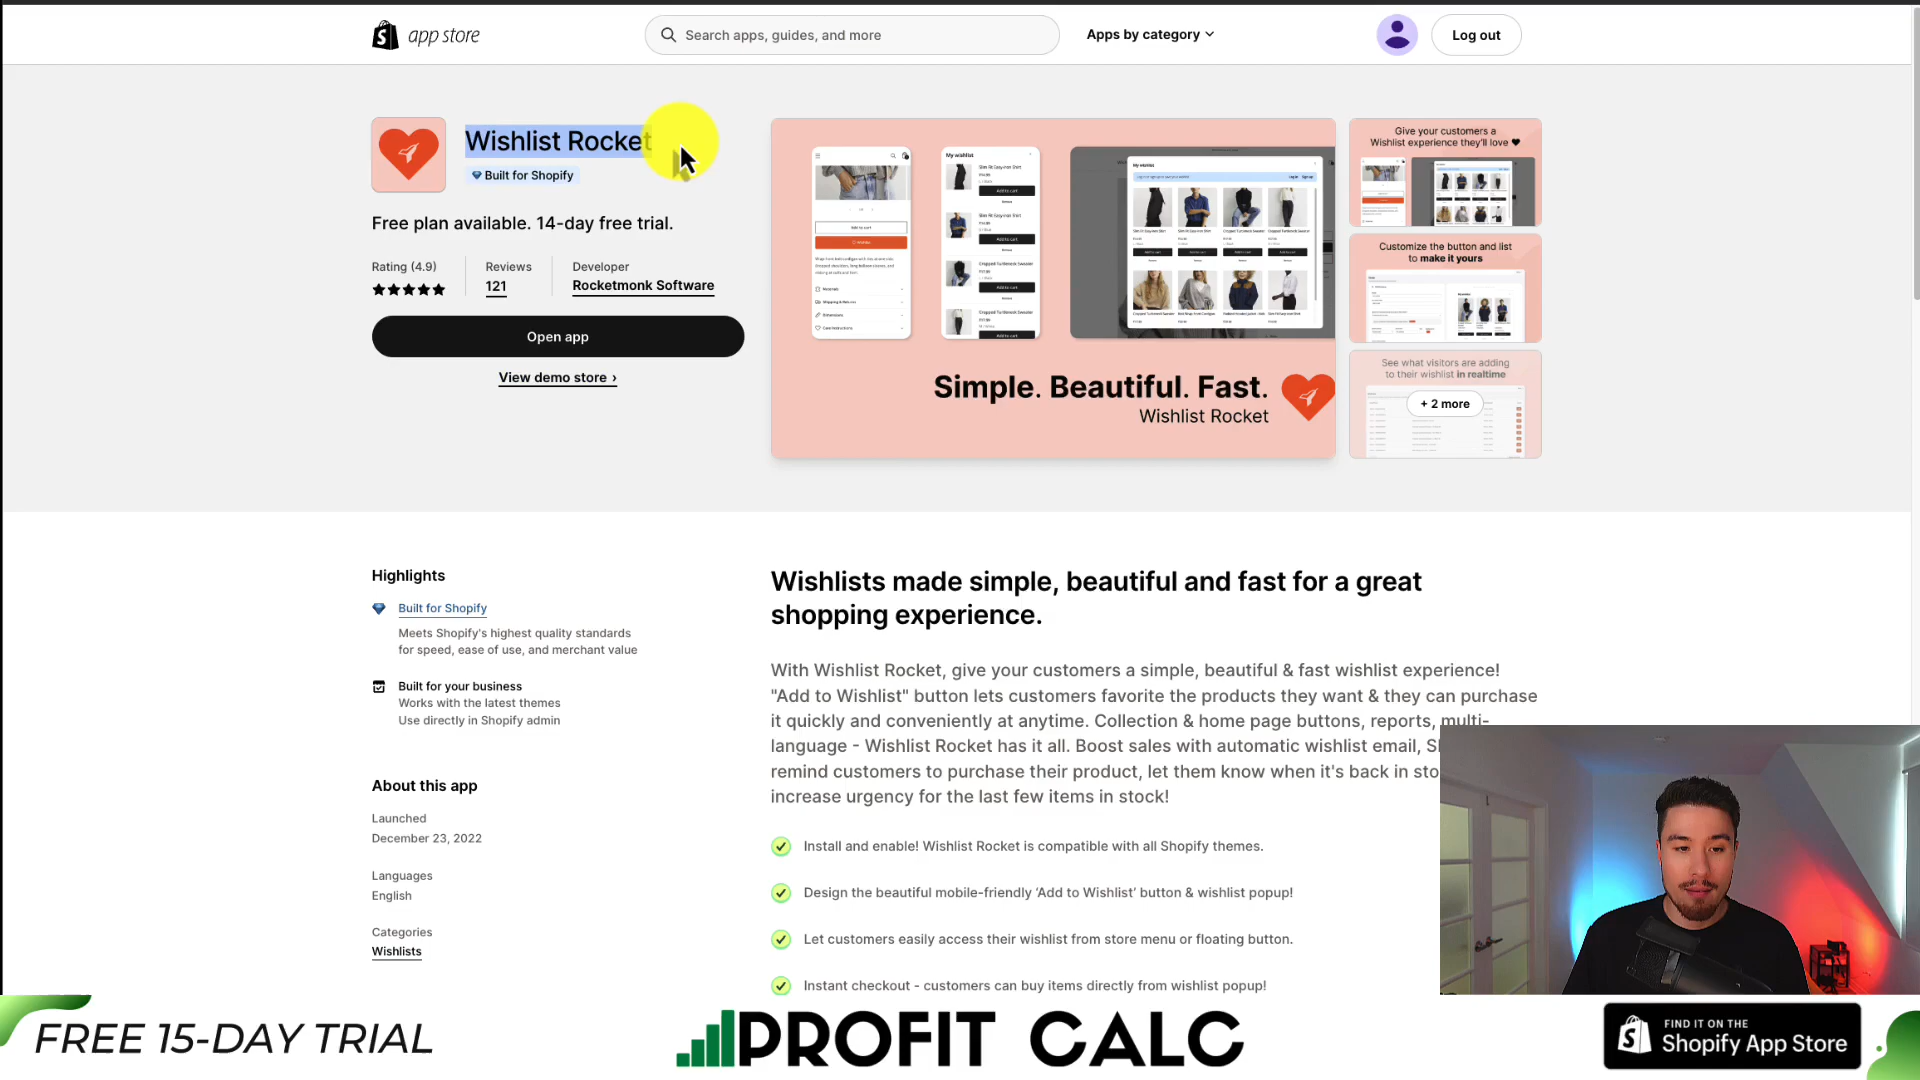 app store
Search apps, guides, and more
Apps by category
Log out
Wishlist Rocket
Built for Shopify
Free plan available. 14-day free trial.
Rating (4.9)
Reviews
121
Developer
Rocketmonk Software
Open app
View demo store ›
My wishlist
Add to cart
Simple. Beautiful. Fast.
Wishlist Rocket
Give your customers a
Wishlist experience they'll love
Customize the button and list
to make it yours
See what visitors are adding
to their wishlist in realtime
+ 2 more
Highlights
Built for Shopify
Meets Shopify's highest quality standards
for speed, ease of use, and merchant value
Built for your business
Works with the latest themes
Use directly in Shopify admin
About this app
Launched
December 23, 2022
Languages
English
Categories
Wishlists
Wishlists made simple, beautiful and fast for a great
shopping experience.
With Wishlist Rocket, give your customers a simple, beautiful & fast wishlist experience!
"Add to Wishlist" button lets customers favorite the products they want & they can purchase
it quickly and conveniently at anytime. Collection & home page buttons, reports, multi-
language - Wishlist Rocket has it all. Boost sales with automatic wishlist email,
remind customers to purchase their product, let them know when it's back in
increase urgency for the last few items in stock!
Install and enable! Wishlist Rocket is compatible with all Shopify themes.
Design the beautiful mobile-friendly ‘Add to Wishlist’ button & wishlist popup!
Let customers easily access their wishlist from store menu or floating button.
Instant checkout - customers can buy items directly from wishlist popup!
FREE 15-DAY TRIAL
PROFIT CALC
FIND IT ON THE
Shopify App Store